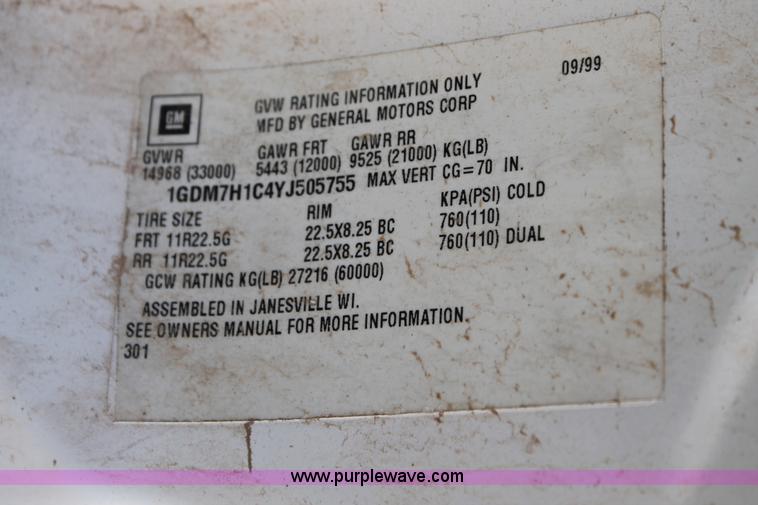 09/99
GM
GVW RATING INFORMATION ONLY
MFD BY GENERAL MOTORS CORP
GVWR GAWR FRT GAWR RR
14968 (33000) 5443 (12000) 9525 (21000) KG(LB)
1GDM7H1C4YJ505755 MAX VERT CG=70 IN.
TIRE SIZE RIM KPA(PSI) COLD
FRT 11R22.5G 22.5X8.25 BC 760(110)
RR 11R22.5G 22.5X8.25 BC 760(110) DUAL
GCW RATING KG(LB) 27216 (60000)
ASSEMBLED IN JANESVILLE WI.
SEE OWNERS MANUAL FOR MORE INFORMATION.
301
www.purplewave.com